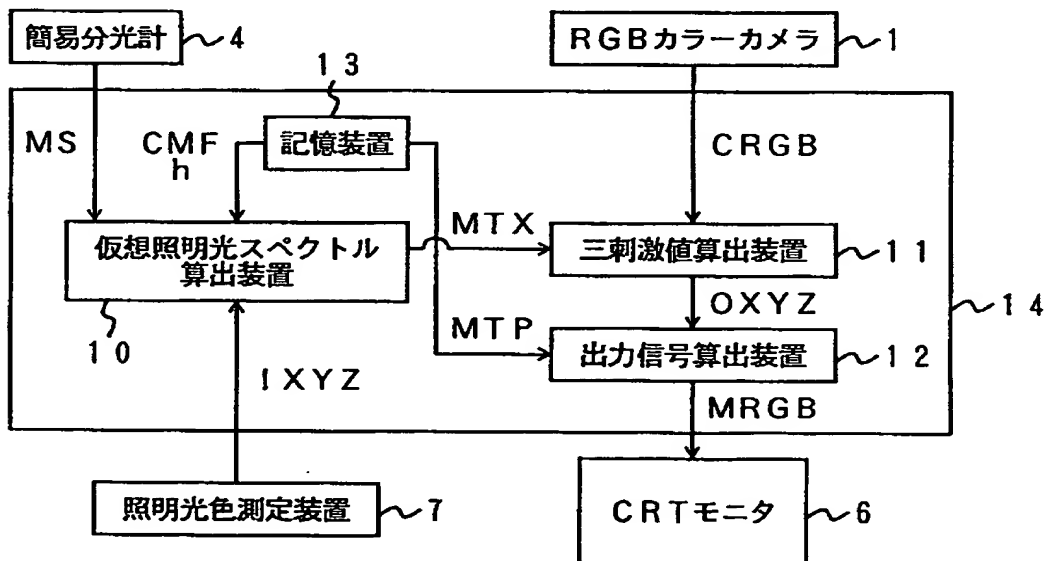 簡易分光計 4
RGBカラーカメラ 1
13
記憶装置
MS
CMF
h
CRGB
MTX
仮想照明光スペクトル
算出装置
三刺激値算出装置 11
OXYZ
14
10
MTP
出力信号算出装置 12
IXYZ
MRGB
照明光色測定装置 7
CRTモニタ 6